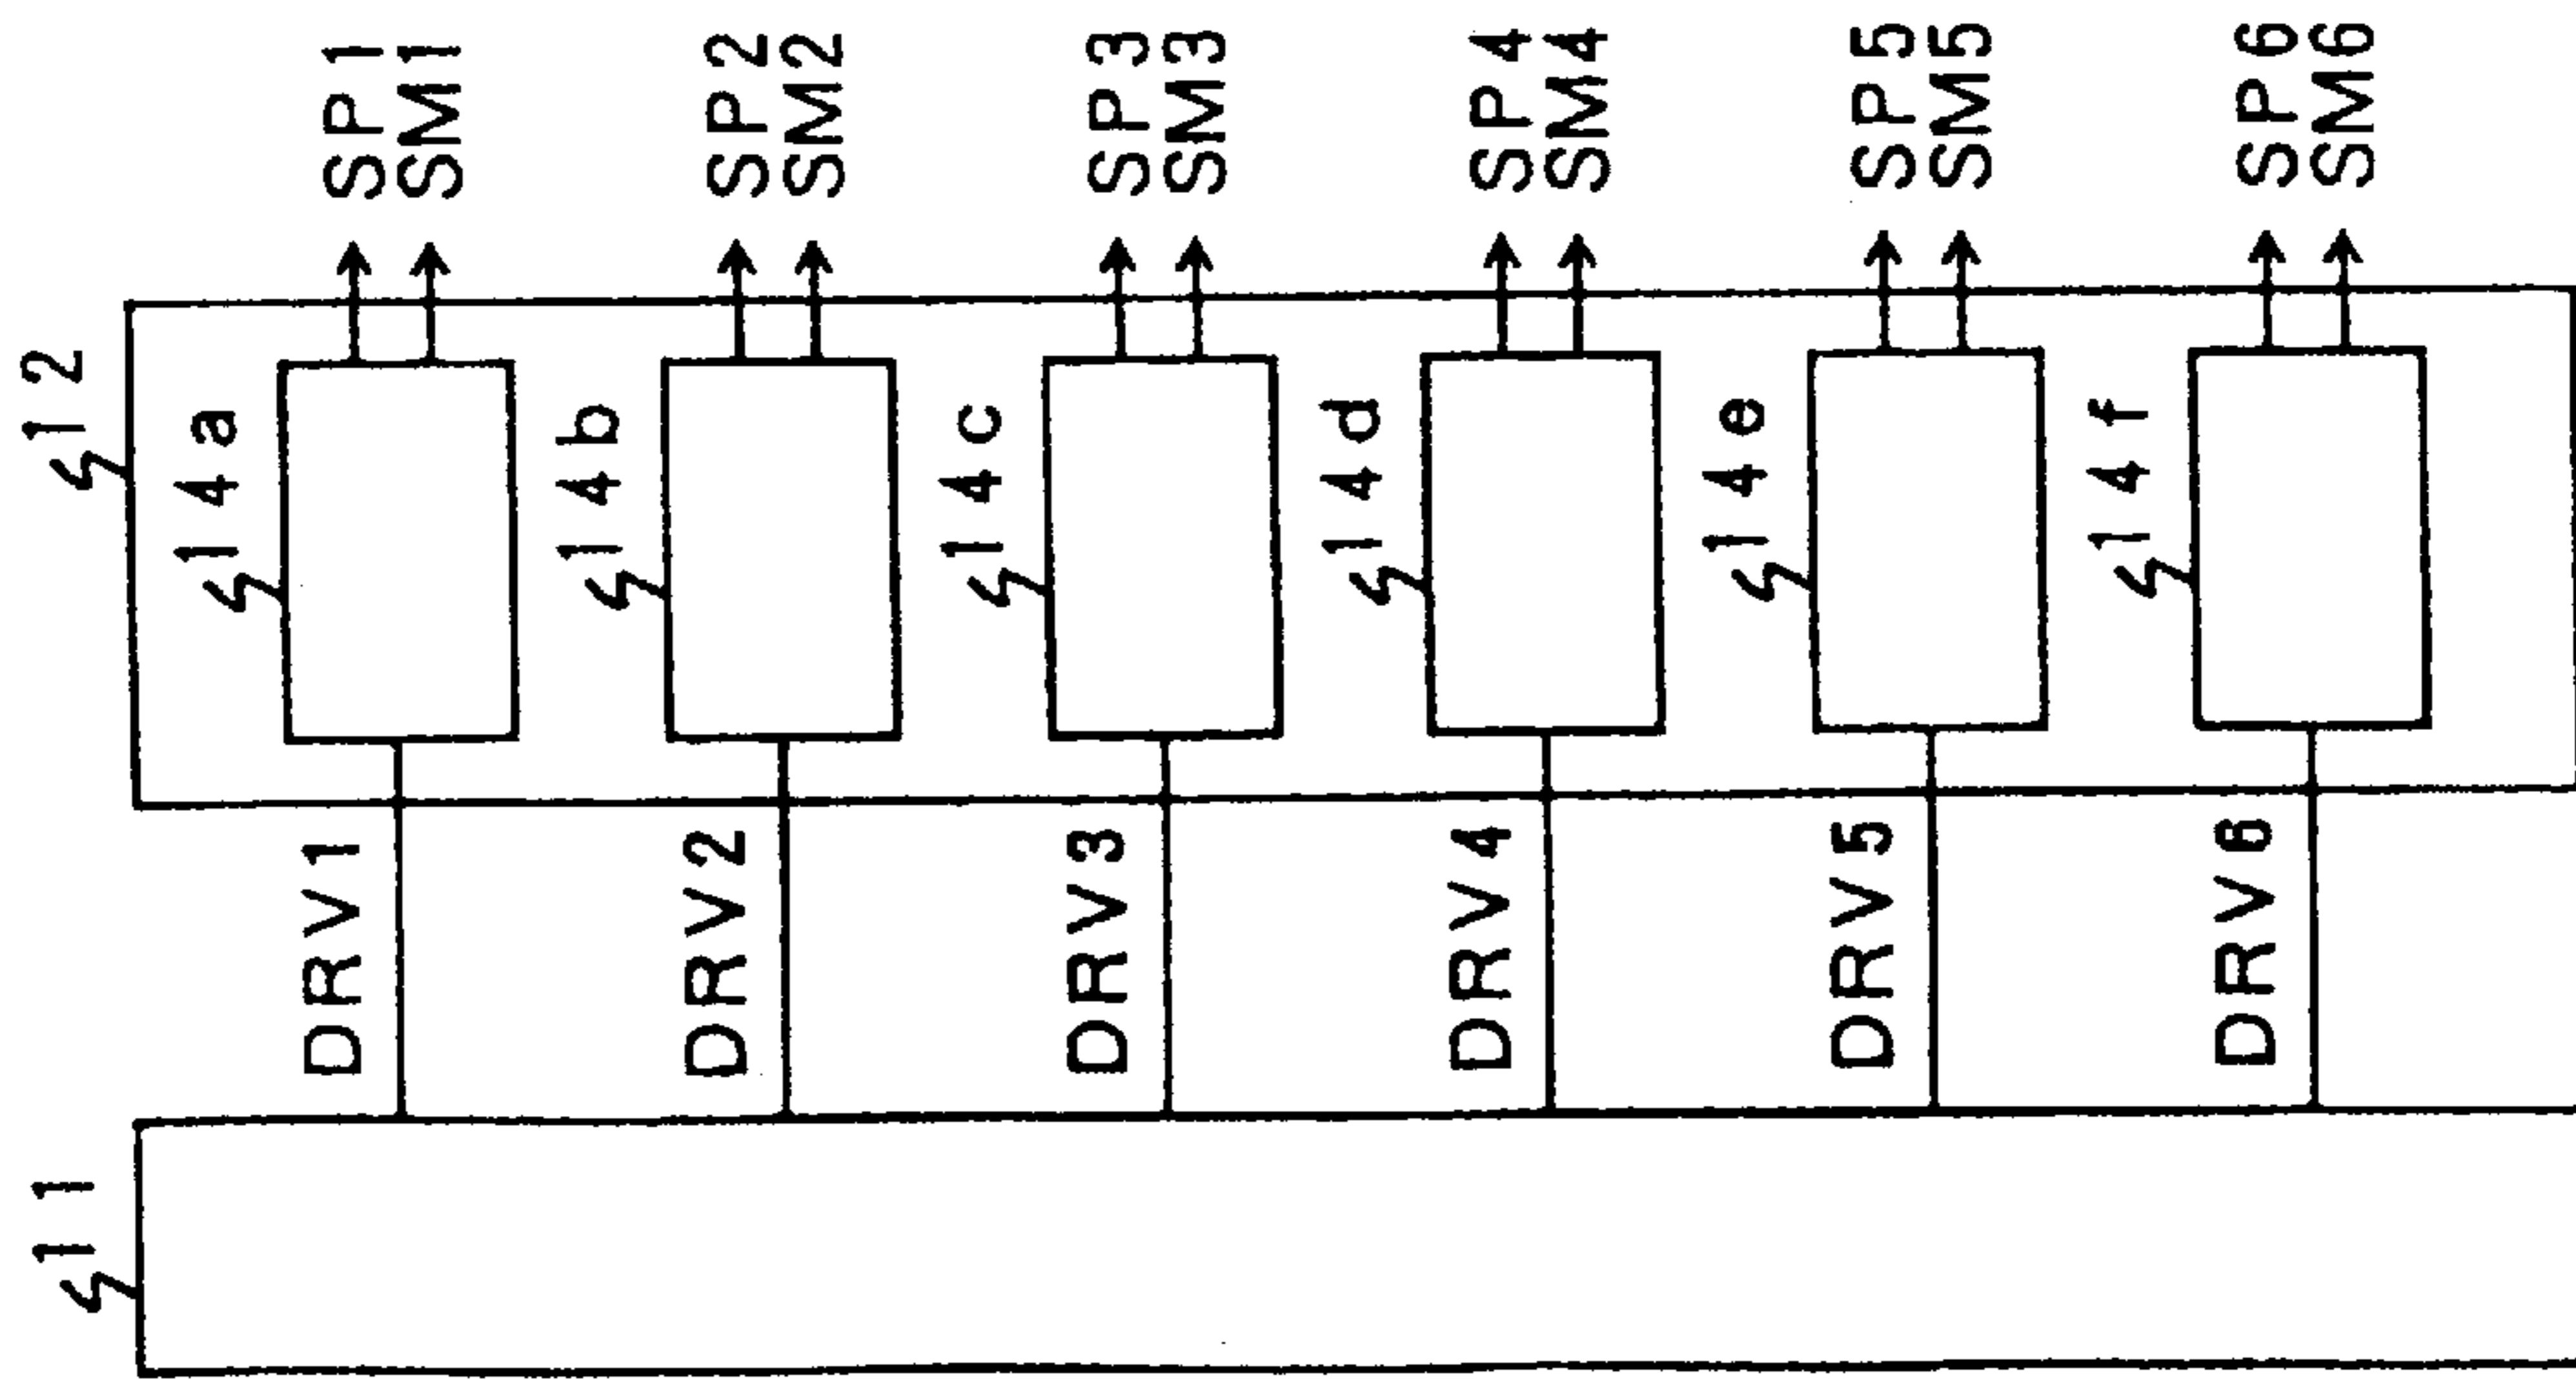 11
12
DRV1
14a
SP1
SM1
DRV2
14b
SP2
SM2
DRV3
14c
SP3
SM3
DRV4
14d
SP4
SM4
DRV5
14e
SP5
SM5
DRV6
14f
SP6
SM6